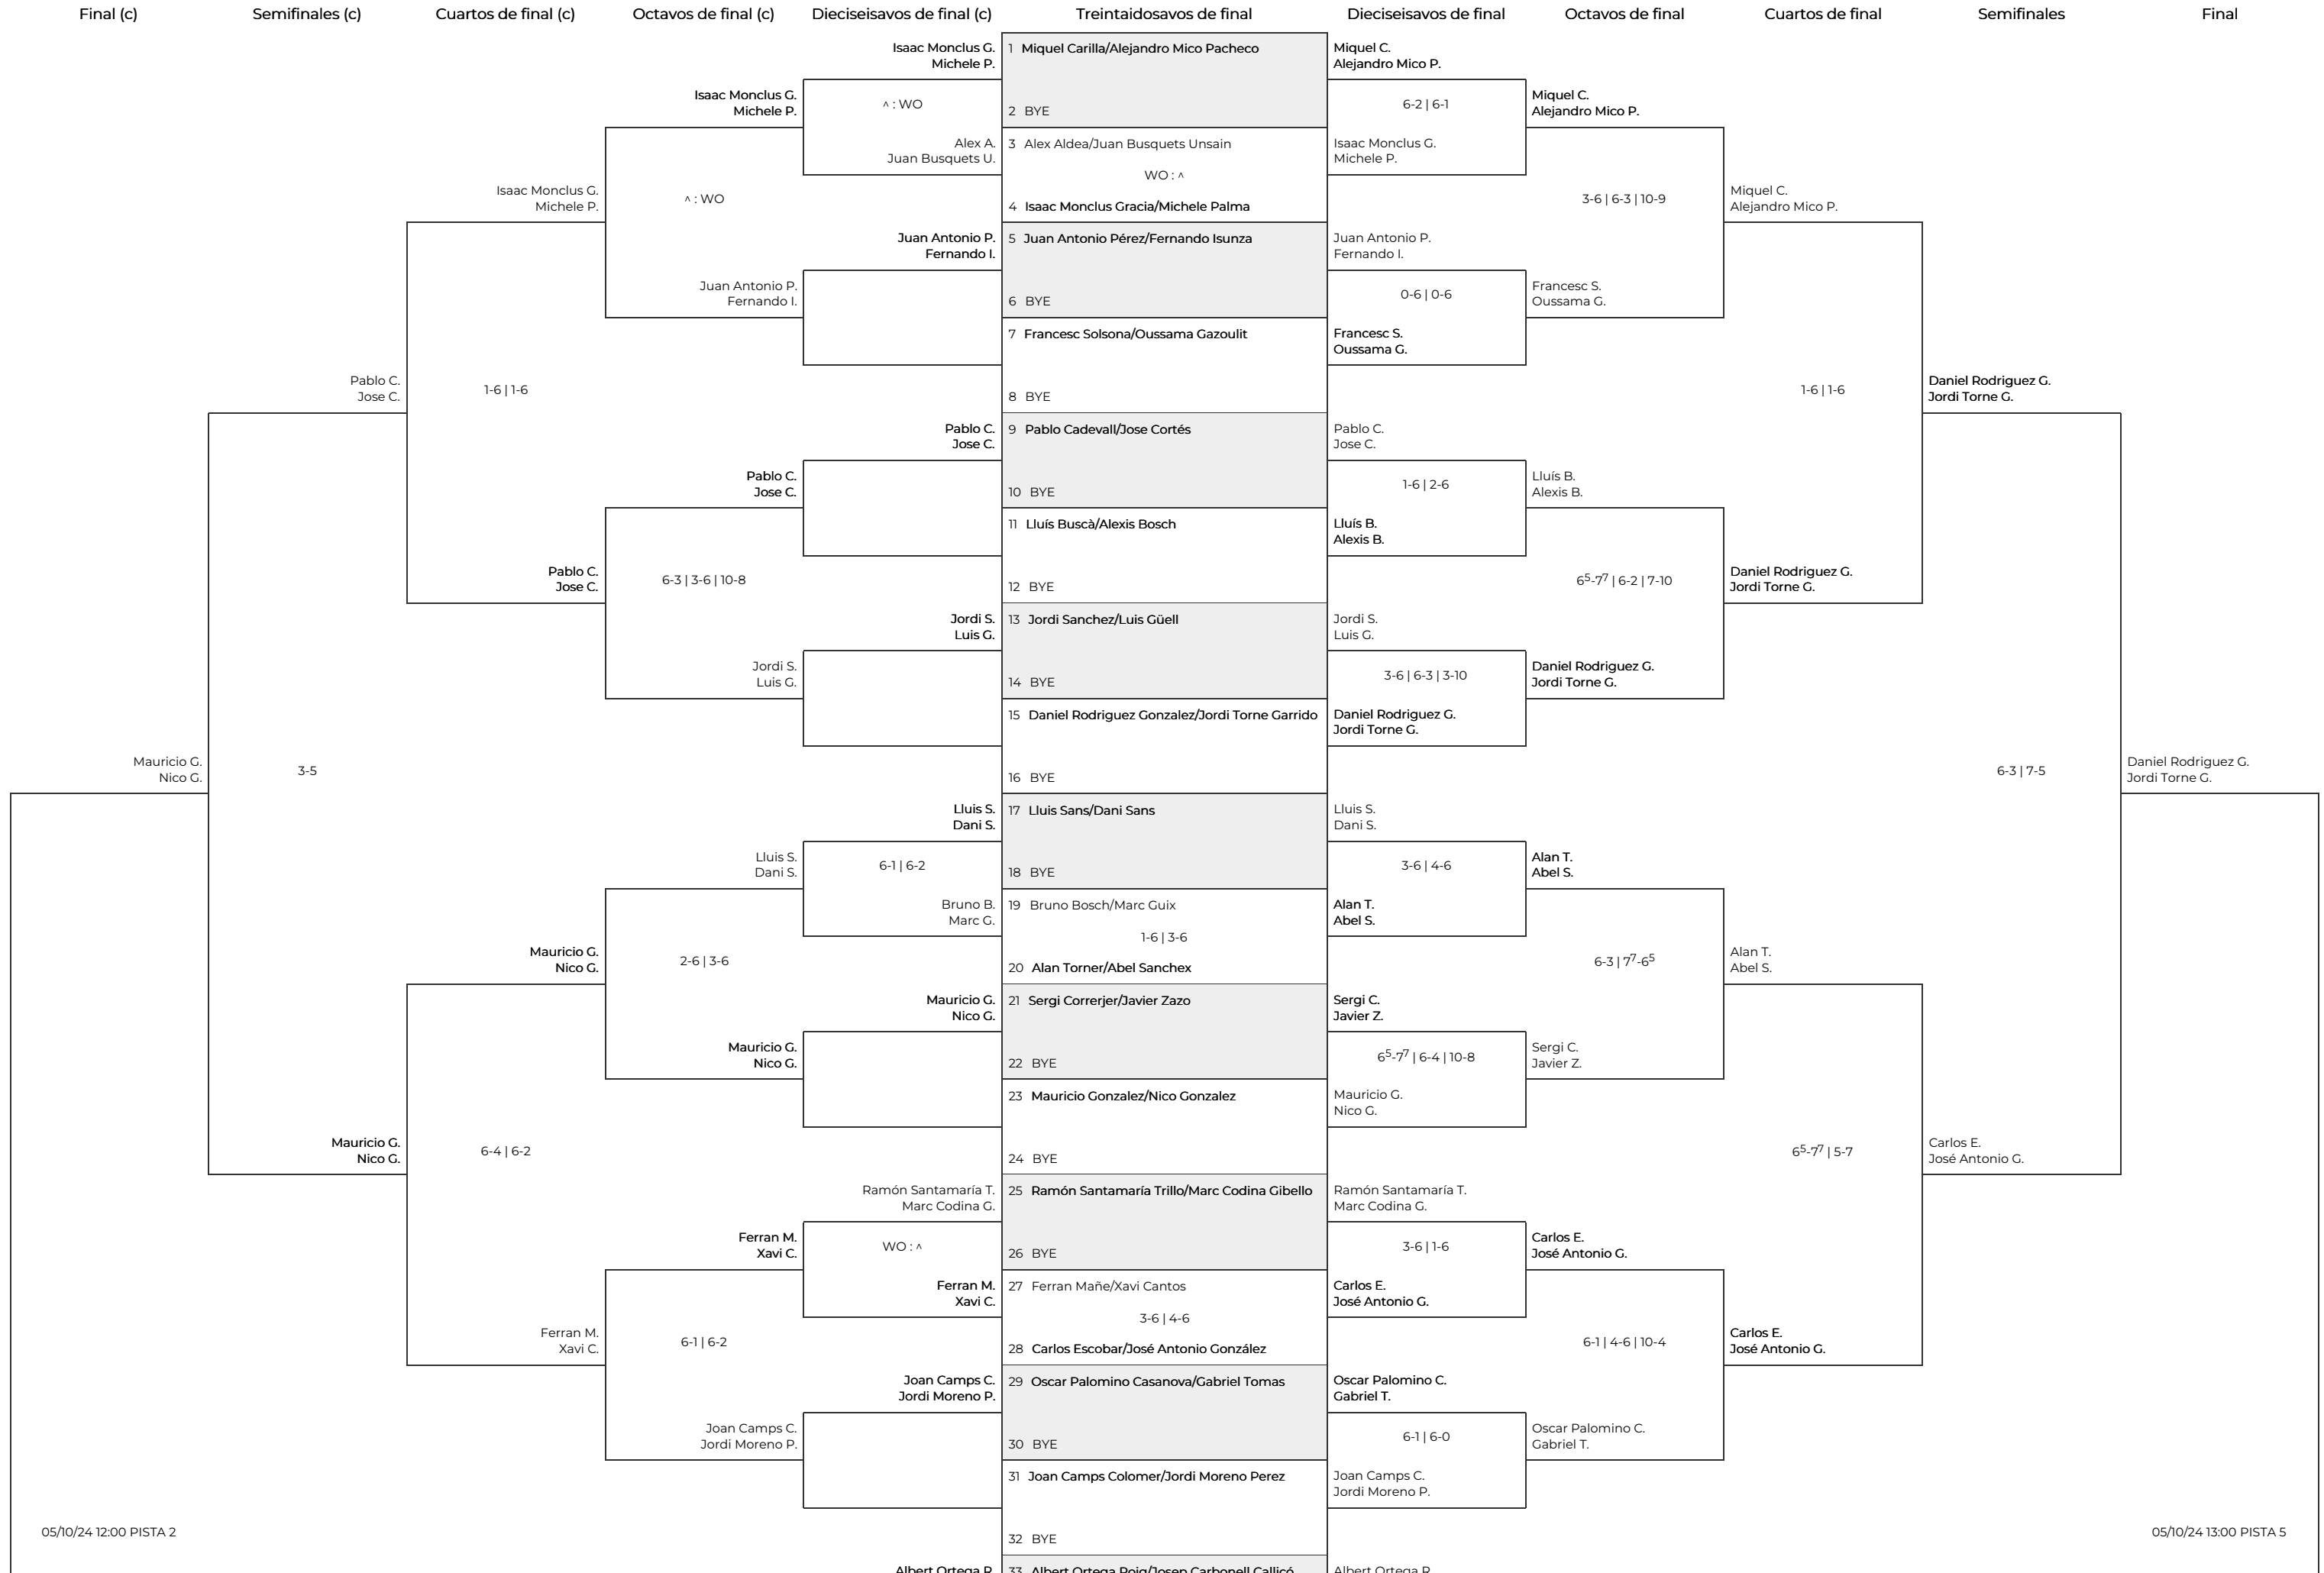 Final (c) Semifinales (c) Cuartos de final (c) Octavos de final (c) Dieciseisavos de final (c) Treintaidosavos de final Dieciseisavos de final Octavos de final Cuartos de final Semifinales Final
Isaac Monclus G. 1 Miquel Carilla/Alejandro Mico Pacheco Miquel C.
Michele P. Alejandro Mico P.
Isaac Monclus G. ^ : WO 6-2 | 6-1 Miquel C.
Michele P. 2 BYE Alejandro Mico P.
Alex A. 3 Alex Aldea/Juan Busquets Unsain Isaac Monclus G.
Juan Busquets U. Michele P.
WO : ^
Isaac Monclus G. ^ : WO 3-6 | 6-3 | 10-9 Miquel C.
Michele P. 4 Isaac Monclus Gracia/Michele Palma Alejandro Mico P.
Juan Antonio P. 5 Juan Antonio Pérez/Fernando Isunza Juan Antonio P.
Fernando I. Fernando I.
Juan Antonio P. 0-6 | 0-6 Francesc S.
Fernando I. 6 BYE Oussama G.
7 Francesc Solsona/Oussama Gazoulit Francesc S.
Oussama G.
Pablo C. 1-6 | 1-6 1-6 | 1-6 Daniel Rodriguez G.
Jose C. 8 BYE Jordi Torne G.
Pablo C. 9 Pablo Cadevall/Jose Cortés Pablo C.
Jose C. Jose C.
Pablo C. 1-6 | 2-6 Lluís B.
Jose C. 10 BYE Alexis B.
11 Lluís Buscà/Alexis Bosch Lluís B.
Alexis B.
Pablo C. 6-3 | 3-6 | 10-8 6⁵-7⁷ | 6-2 | 7-10 Daniel Rodriguez G.
Jose C. 12 BYE Jordi Torne G.
Jordi S. 13 Jordi Sanchez/Luis Güell Jordi S.
Luis G. Luis G.
Jordi S. 3-6 | 6-3 | 3-10 Daniel Rodriguez G.
Luis G. 14 BYE Jordi Torne G.
15 Daniel Rodriguez Gonzalez/Jordi Torne Garrido Daniel Rodriguez G.
Jordi Torne G.
Mauricio G. 3-5 6-3 | 7-5 Daniel Rodriguez G.
Nico G. 16 BYE Jordi Torne G.
Lluis S. 17 Lluis Sans/Dani Sans Lluis S.
Dani S. Dani S.
Lluis S. 6-1 | 6-2 3-6 | 4-6 Alan T.
Dani S. 18 BYE Abel S.
Bruno B. 19 Bruno Bosch/Marc Guix Alan T.
Marc G. Abel S.
1-6 | 3-6
Mauricio G. 2-6 | 3-6 6-3 | 7⁷-6⁵ Alan T.
Nico G. 20 Alan Torner/Abel Sanchex Abel S.
Mauricio G. 21 Sergi Correrjer/Javier Zazo Sergi C.
Nico G. Javier Z.
Mauricio G. 6⁵-7⁷ | 6-4 | 10-8 Sergi C.
Nico G. 22 BYE Javier Z.
23 Mauricio Gonzalez/Nico Gonzalez Mauricio G.
Nico G.
Mauricio G. 6-4 | 6-2 6⁵-7⁷ | 5-7 Carlos E.
Nico G. 24 BYE José Antonio G.
Ramón Santamaría T. 25 Ramón Santamaría Trillo/Marc Codina Gibello Ramón Santamaría T.
Marc Codina G. Marc Codina G.
Ferran M. WO : ^ 3-6 | 1-6 Carlos E.
Xavi C. 26 BYE José Antonio G.
Ferran M. 27 Ferran Mañe/Xavi Cantos Carlos E.
Xavi C. José Antonio G.
3-6 | 4-6
Ferran M. 6-1 | 6-2 6-1 | 4-6 | 10-4 Carlos E.
Xavi C. 28 Carlos Escobar/José Antonio González José Antonio G.
Joan Camps C. 29 Oscar Palomino Casanova/Gabriel Tomas Oscar Palomino C.
Jordi Moreno P. Gabriel T.
Joan Camps C. 6-1 | 6-0 Oscar Palomino C.
Jordi Moreno P. 30 BYE Gabriel T.
31 Joan Camps Colomer/Jordi Moreno Perez Joan Camps C.
Jordi Moreno P.
05/10/24 12:00 PISTA 2 32 BYE 05/10/24 13:00 PISTA 5
Albert Ortega R. 33 Albert Ortega Roig/Josep Carbonell Callicó Albert Ortega R.